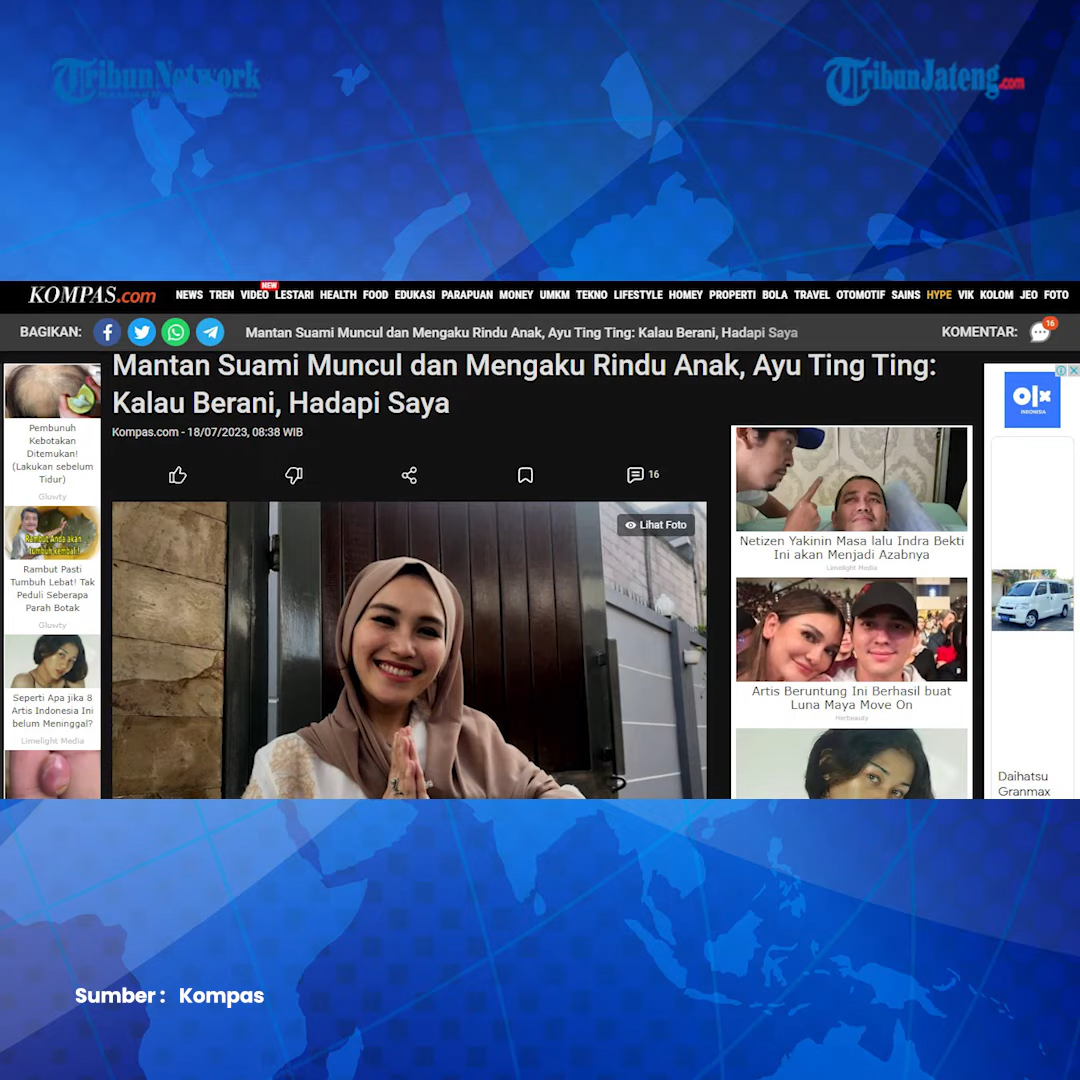 TribunNetwork
TribunJateng.com
KOMPAS.com
NEWS TREN VIDEO NEW LESTARI HEALTH FOOD EDUKASI PARAPUAN MONEY UMKM TEKNO LIFESTYLE HOMEY PROPERTI BOLA TRAVEL OTOMOTIF SAINS HYPE VIK KOLOM JEO FOTO
BAGIKAN:
Mantan Suami Muncul dan Mengaku Rindu Anak, Ayu Ting Ting: Kalau Berani, Hadapi Saya
KOMENTAR:
16
Mantan Suami Muncul dan Mengaku Rindu Anak, Ayu Ting Ting:
Kalau Berani, Hadapi Saya
Kompas.com - 18/07/2023, 08:38 WIB
16
Lihat Foto
Pembunuh
Kebotakan
Ditemukan!
(Lakukan sebelum
Tidur)
Gluwty
Rambut Anda akan
tumbuh kembali!
Rambut Pasti
Tumbuh Lebat! Tak
Peduli Seberapa
Parah Botak
Gluwty
Seperti Apa jika 8
Artis Indonesia Ini
belum Meninggal?
Limelight Media
Netizen Yakinin Masa lalu Indra Bekti
Ini akan Menjadi Azabnya
Limelight Media
Artis Beruntung Ini Berhasil buat
Luna Maya Move On
Herbeauty
olx
INDONESIA
Daihatsu
Granmax
Sumber : Kompas